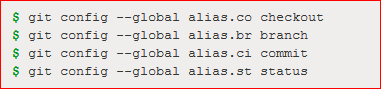 $ git config --global alias.co checkout
$ git config --global alias.br branch
$ git config --global alias.ci commit
$ git config --global alias.st status